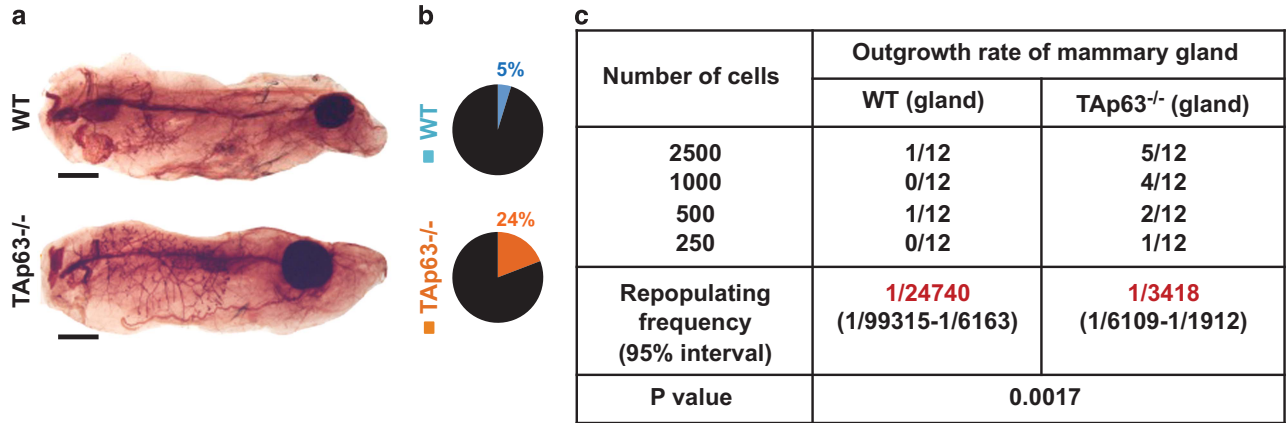 a
WT
TAp63-/-
b
5%
WT
24%
TAp63-/-
c
Number of cells
Outgrowth rate of mammary gland
WT (gland) TAp63-/- (gland)
2500 1/12 5/12
1000 0/12 4/12
500 1/12 2/12
250 0/12 1/12
Repopulating frequency (95% interval)
1/24740 1/3418
(1/99315-1/6163) (1/6109-1/1912)
P value 0.0017